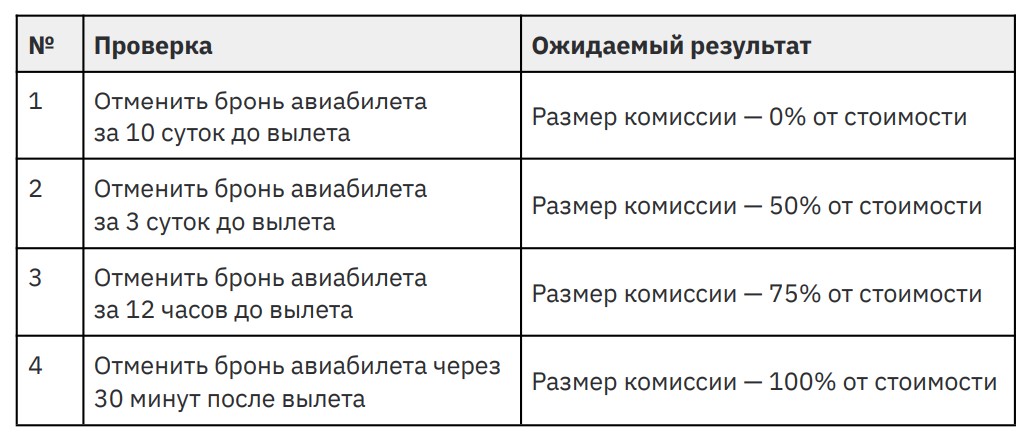 № Проверка Ожидаемый результат
1 Отменить бронь авиабилета
за 10 суток до вылета
Размер комиссии — 0% от стоимости
2 Отменить бронь авиабилета
за 3 суток до вылета
Размер комиссии — 50% от стоимости
3 Отменить бронь авиабилета
за 12 часов до вылета
Размер комиссии — 75% от стоимости
4 Отменить бронь авиабилета через
30 минут после вылета
Размер комиссии — 100% от стоимости